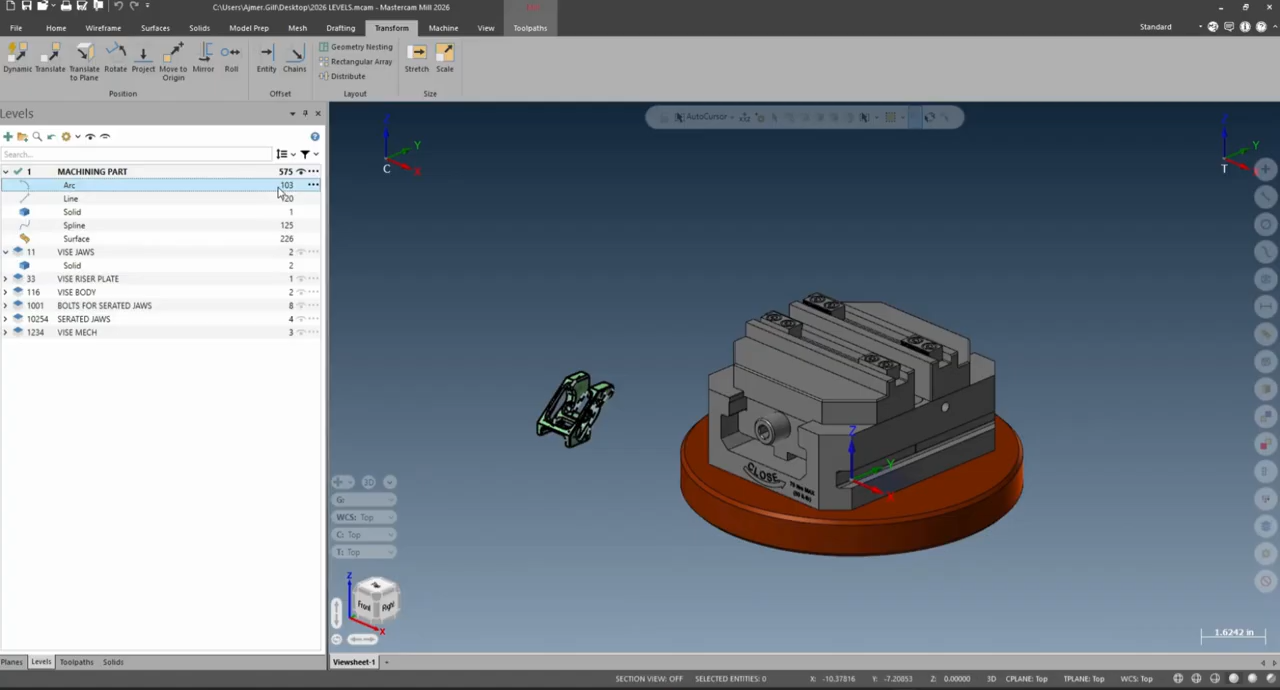 C:\Users\Ajmer.Gill\Desktop\2026 LEVELS.mcam - Mastercam Mill 2026
File Home Wireframe Surfaces Solids Model Prep Mesh Drafting Transform Machine View Toolpaths Standard
Dynamic Translate Translate to Plane Rotate Project Move to Origin Mirror Roll Entity Chains Geometry Nesting Rectangular Array Distribute Stretch Scale
Position Offset Layout Size
Levels
AutoCursor
Search...
1 MACHINING PART 575
Arc 103
Line 120
Solid 1
Spline 125
Surface 226
11 VISE JAWS 2
Solid 2
33 VISE RISER PLATE 1
116 VISE BODY 2
1001 BOLTS FOR SERATED JAWS 8
10254 SERATED JAWS 4
1234 VISE MECH 3
Z Y X C
Z Y X T
CLOSE
Z Y X
3D
G:
WCS: Top
C: Top
T: Top
Z Front Right X
1.6242 in
Planes Levels Toolpaths Solids Viewsheet-1 +
SECTION VIEW: OFF SELECTED ENTITIES: 0 X: -10.37816 Y: -7.20853 Z: 0.00000 3D CPLANE: Top TPLANE: Top WCS: Top